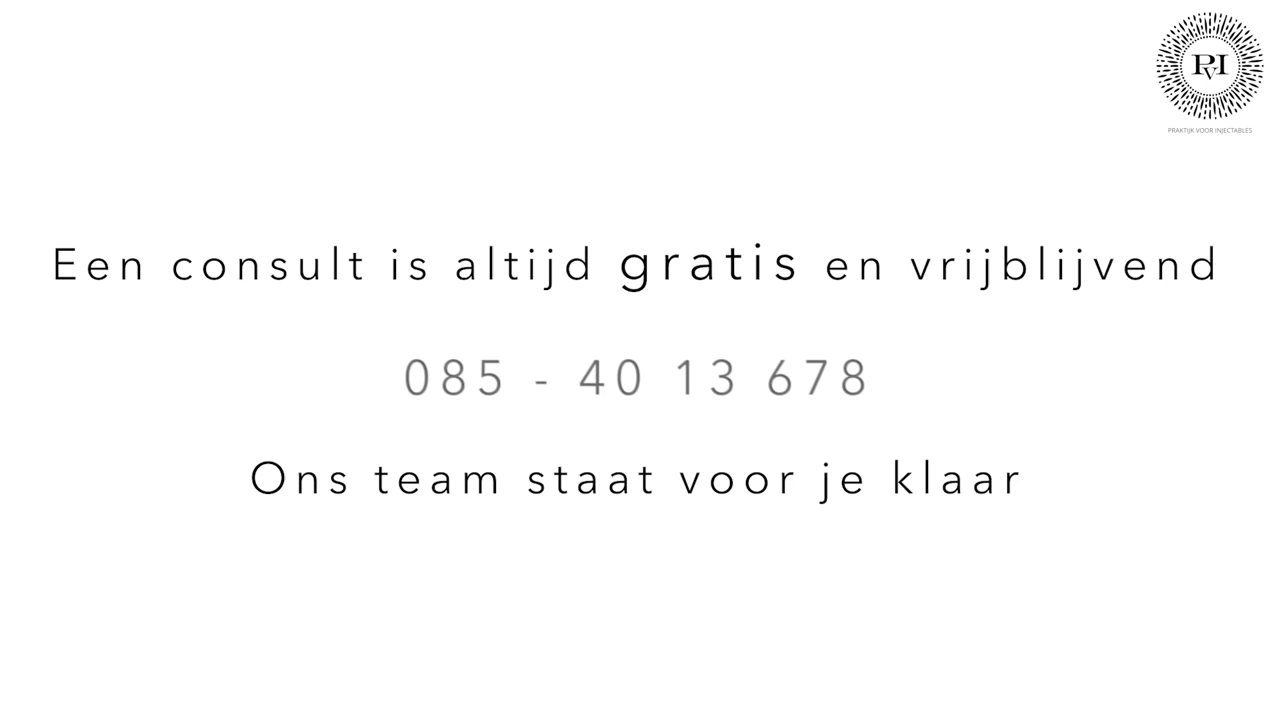 PVI
PRAKTIJK VOOR INJECTABLES
Een consult is altijd gratis en vrijblijvend
085 - 40 13 678
Ons team staat voor je klaar